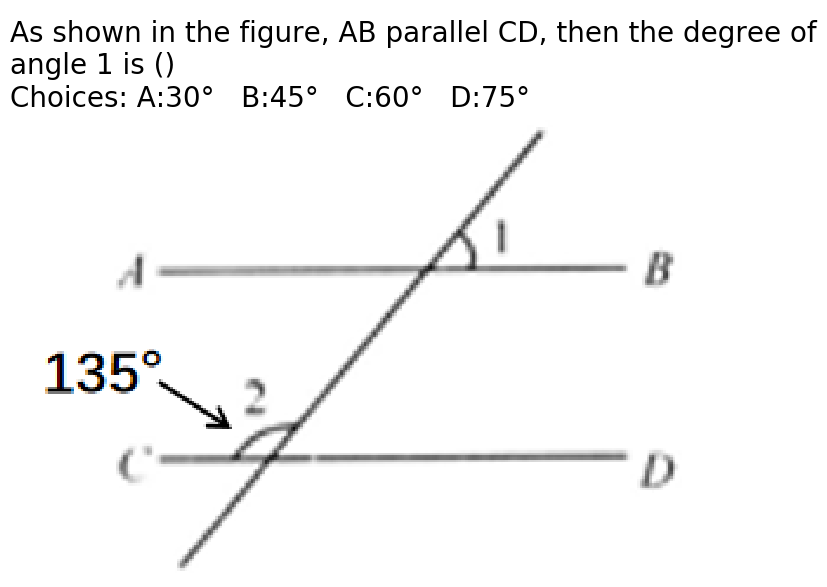 As shown in the figure, AB parallel CD, then the degree of
angle 1 is ()
Choices: A:30° B:45° C:60° D:75°
1
A
B
135°
2
C
D